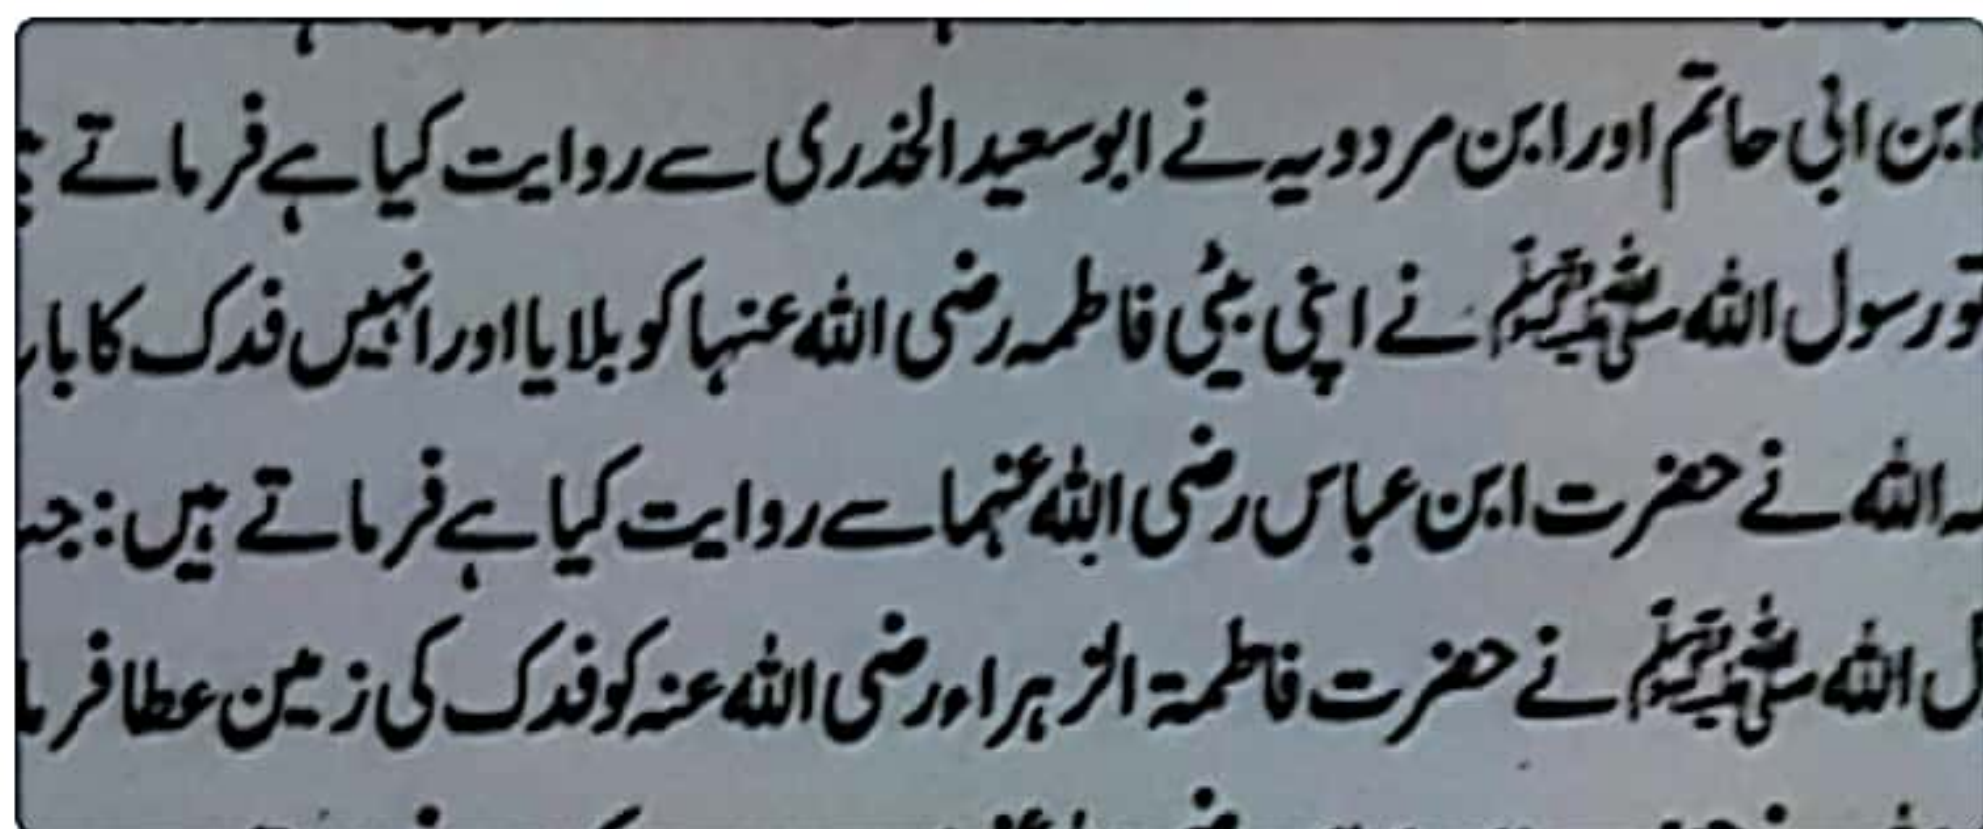 ابن ابی حاتم اور ابن مردویہ نے ابو سعید الخدری سے روایت کیا ہے فرماتے
تو رسول اللہ ﷺ نے اپنی بیٹی فاطمہ رضی اللہ عنہا کو بلایا اور انہیں فدک کا
اللہ نے حضرت ابن عباس رضی اللہ عنہما سے روایت کیا ہے فرماتے ہیں:
اللہ ﷺ نے حضرت فاطمۃ الزہراء رضی اللہ عنہ کو فدک کی زمین عطا